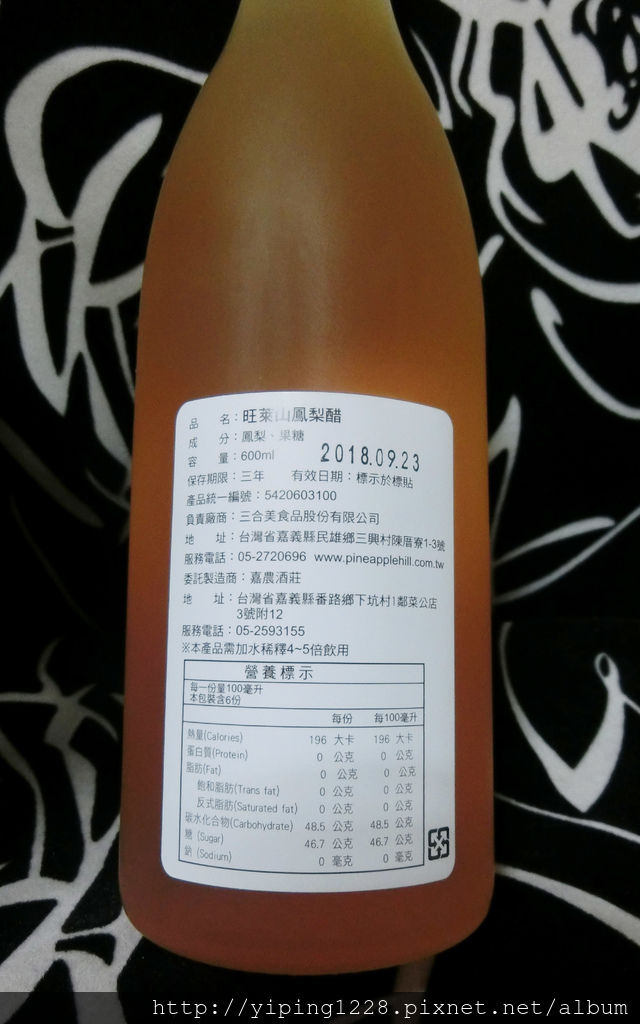 品　　名：旺萊山鳳梨醋
成　　分：鳳梨、果糖
容　　量：600ml
2018.09.23
保存期限：三年　　有效日期：標示於標貼
產品統一編號：5420603100
負責廠商：三合美食品股份有限公司
地　　址：台灣省嘉義縣民雄鄉三興村陳厝寮1-3號
服務電話：05-2720696 www.pineapplehill.com.tw
委託製造商：嘉農酒莊
地　　址：台灣省嘉義縣番路鄉下坑村1鄰菜公店
3號附12
服務電話：05-2593155
※本產品需加水稀釋4~5倍飲用
營養標示
每一份量100毫升
本包裝含6份
每份　每100毫升
熱量(Calories) 196 大卡 196 大卡
蛋白質(Protein) 0 公克 0 公克
脂肪(Fat) 0 公克 0 公克
飽和脂肪(Trans fat) 0 公克 0 公克
反式脂肪(Saturated fat) 0 公克 0 公克
碳水化合物(Carbohydrate) 48.5 公克 48.5 公克
糖 (Sugar) 46.7 公克 46.7 公克
鈉 (Sodium) 0 毫克 0 毫克
http://yiping1228.pixnet.net/album